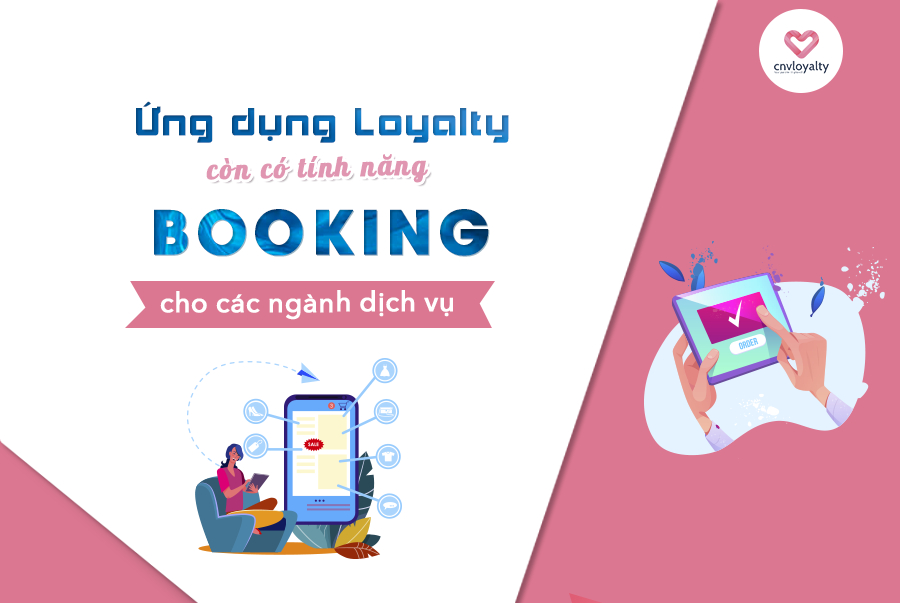 cnvloyalty
Ứng dụng Loyalty
còn có tính năng
BOOKING
cho các ngành dịch vụ
ORDER
SALE